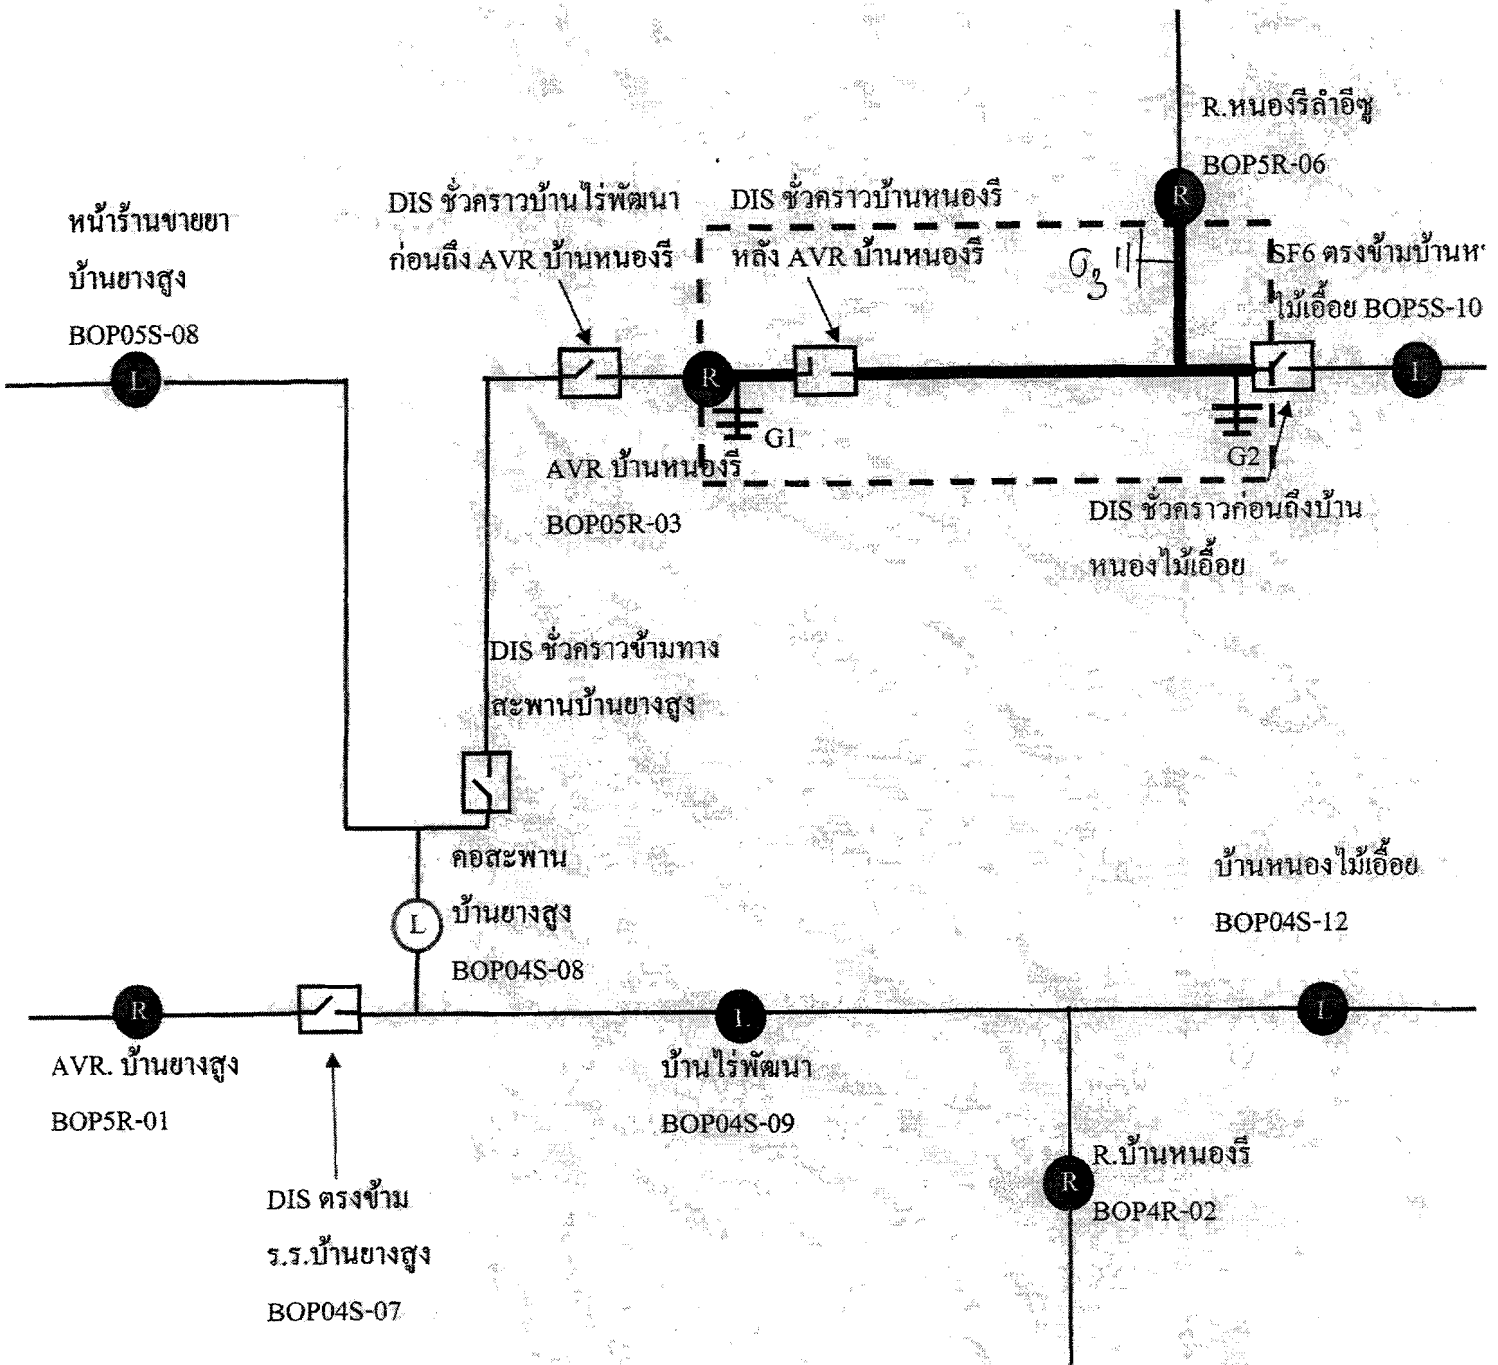 R.หนองรีลำอีซู
BOP5R-06
R
DIS ชั่วคราวบ้านไร่พัฒนา
ก่อนถึง AVR บ้านหนองรี
DIS ชั่วคราวบ้านหนองรี
หลัง AVR บ้านหนองรี
หน้าร้านขายยา
บ้านยางสูง
BOP05S-08
G3
SF6 ตรงข้ามบ้านห
ไม้เอื้อย BOP5S-10
L
R
L
G1
G2
AVR บ้านหนองรี
BOP05R-03
DIS ชั่วคราวก่อนถึงบ้าน
หนองไม้เอื้อย
DIS ชั่วคราวข้ามทาง
สะพานบ้านยางสูง
คอสะพาน
บ้านยางสูง
BOP04S-08
L
บ้านหนองไม้เอื้อย
BOP04S-12
R
L
L
AVR. บ้านยางสูง
BOP5R-01
บ้านไร่พัฒนา
BOP04S-09
R.บ้านหนองรี
BOP4R-02
R
DIS ตรงข้าม
ร.ร.บ้านยางสูง
BOP04S-07